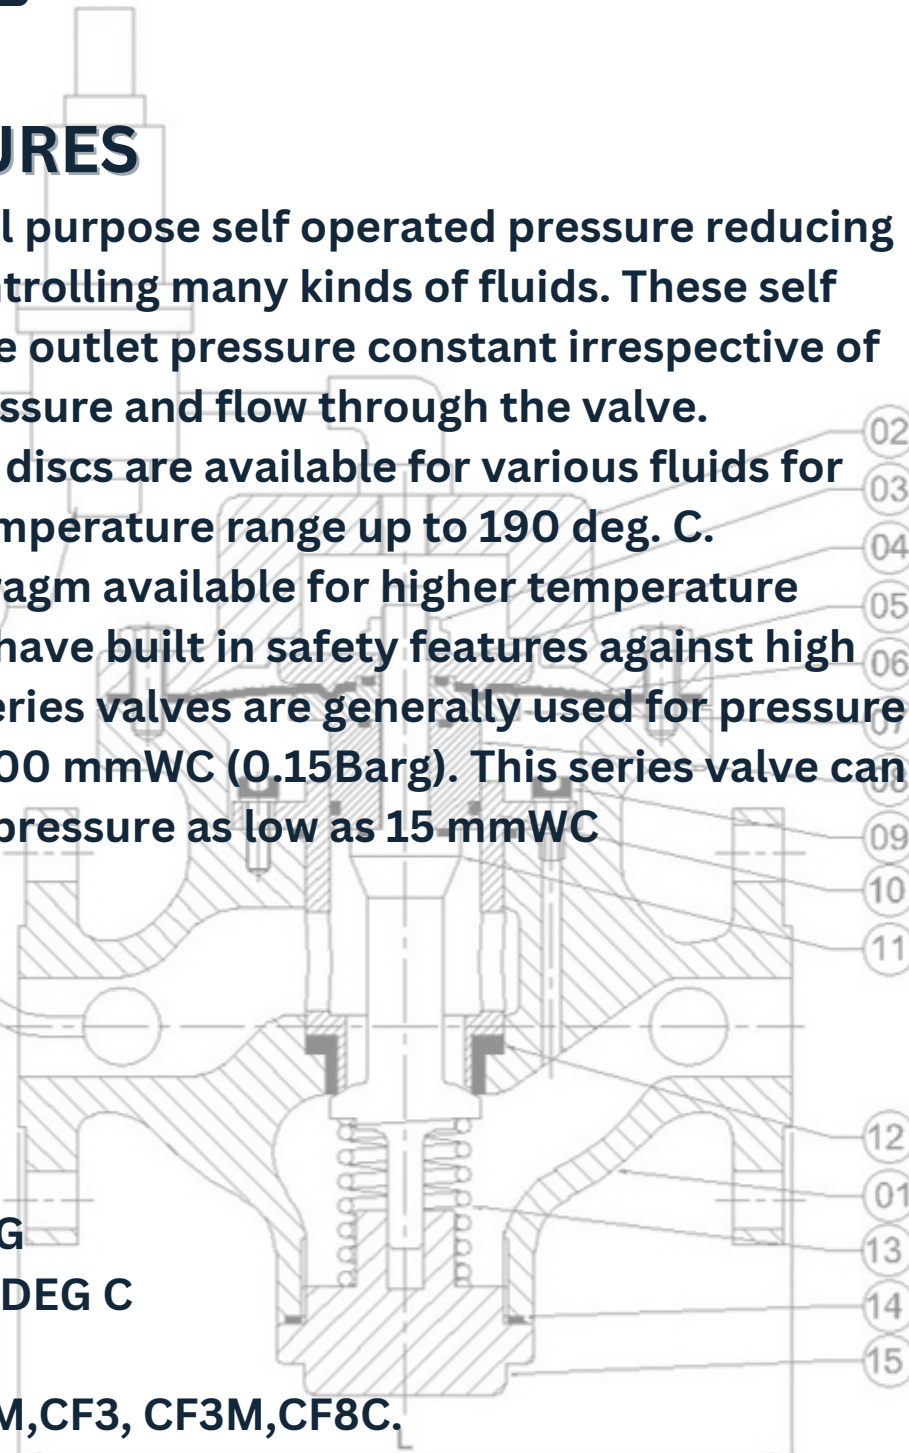 URES
l purpose self operated pressure reducing
ntrolling many kinds of fluids. These self
e outlet pressure constant irrespective of
ssure and flow through the valve.
discs are available for various fluids for
mperature range up to 190 deg. C.
ragm available for higher temperature
have built in safety features against high
eries valves are generally used for pressure
00 mmWC (0.15Barg). This series valve can
pressure as low as 15 mmWC
02
03
04
05
06
07
08
09
10
11
12
01
13
14
15
G
DEG C
M,CF3, CF3M,CF8C.
L